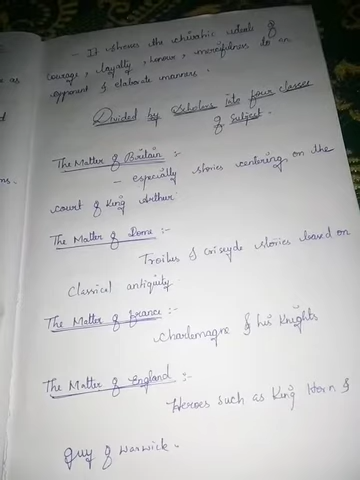 - It shows the chivalric ideals of
courage, loyalty, honour, mercifulness to an
opponent & elaborate manners.
Divided by Scholars into four classes
of Subject.
The Matter of Britain :-
- especially stories centering on the
court of King Arthur
The Matter of Rome :-
Troilus & criseyde stories based on
Classical antiquity
The Matter of france :-
Charlemagne & his Knights
The Matter of England :-
Heroes such as King Horn &
Guy of Warwick.